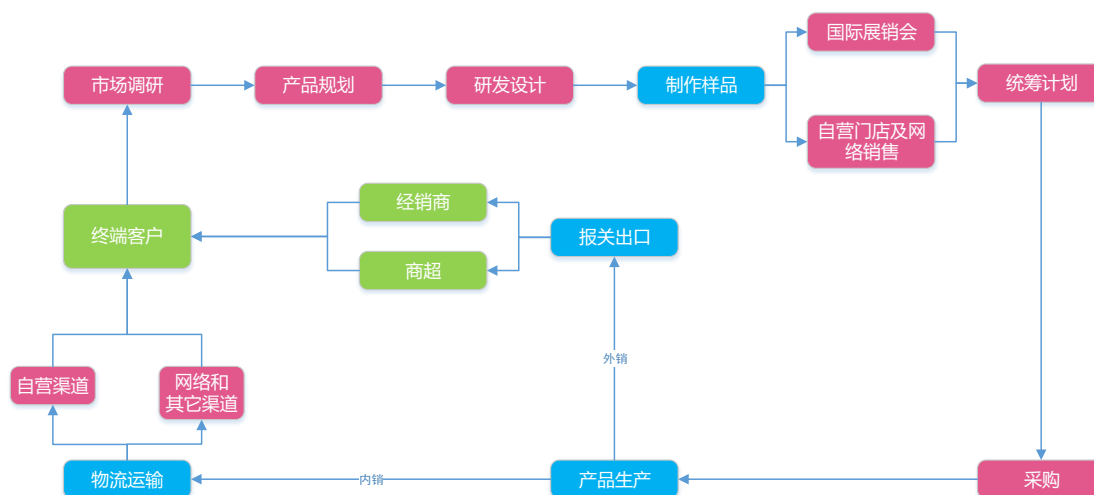 国际展销会
市场调研
产品规划
研发设计
制作样品
统筹计划
自营门店及网
络销售
经销商
终端客户
报关出口
商超
外销
自营渠道
网络和
其它渠道
物流运输
内销
产品生产
采购